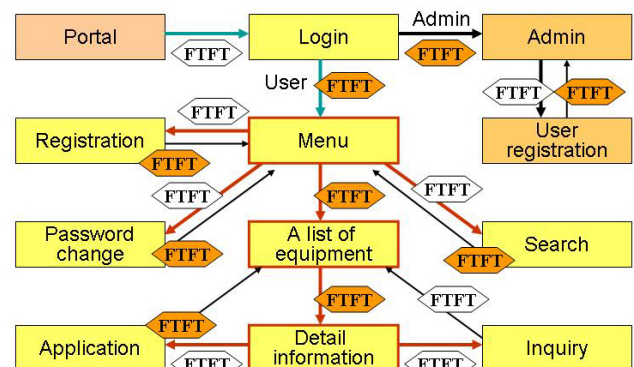 Admin
Portal
Login
Admin
FTFT
FTFT
User
FTFT
FTFT
FTFT
FTFT
Registration
Menu
User
registration
FTFT
FTFT
FTFT
FTFT
Password
change
A list of
equipment
Search
FTFT
FTFT
FTFT
FTFT
FTFT
Application
Detail
information
Inquiry
FTFT
FTFT